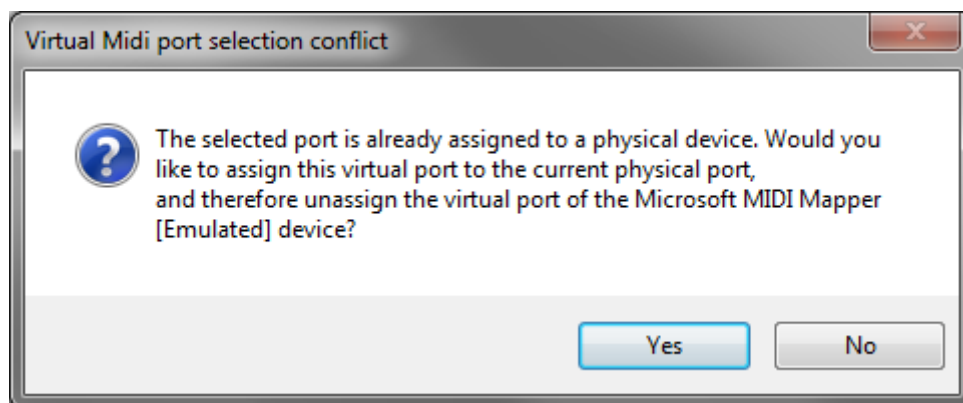 Virtual Midi port selection conflict
The selected port is already assigned to a physical device. Would you
like to assign this virtual port to the current physical port,
and therefore unassign the virtual port of the Microsoft MIDI Mapper
[Emulated] device?
Yes No